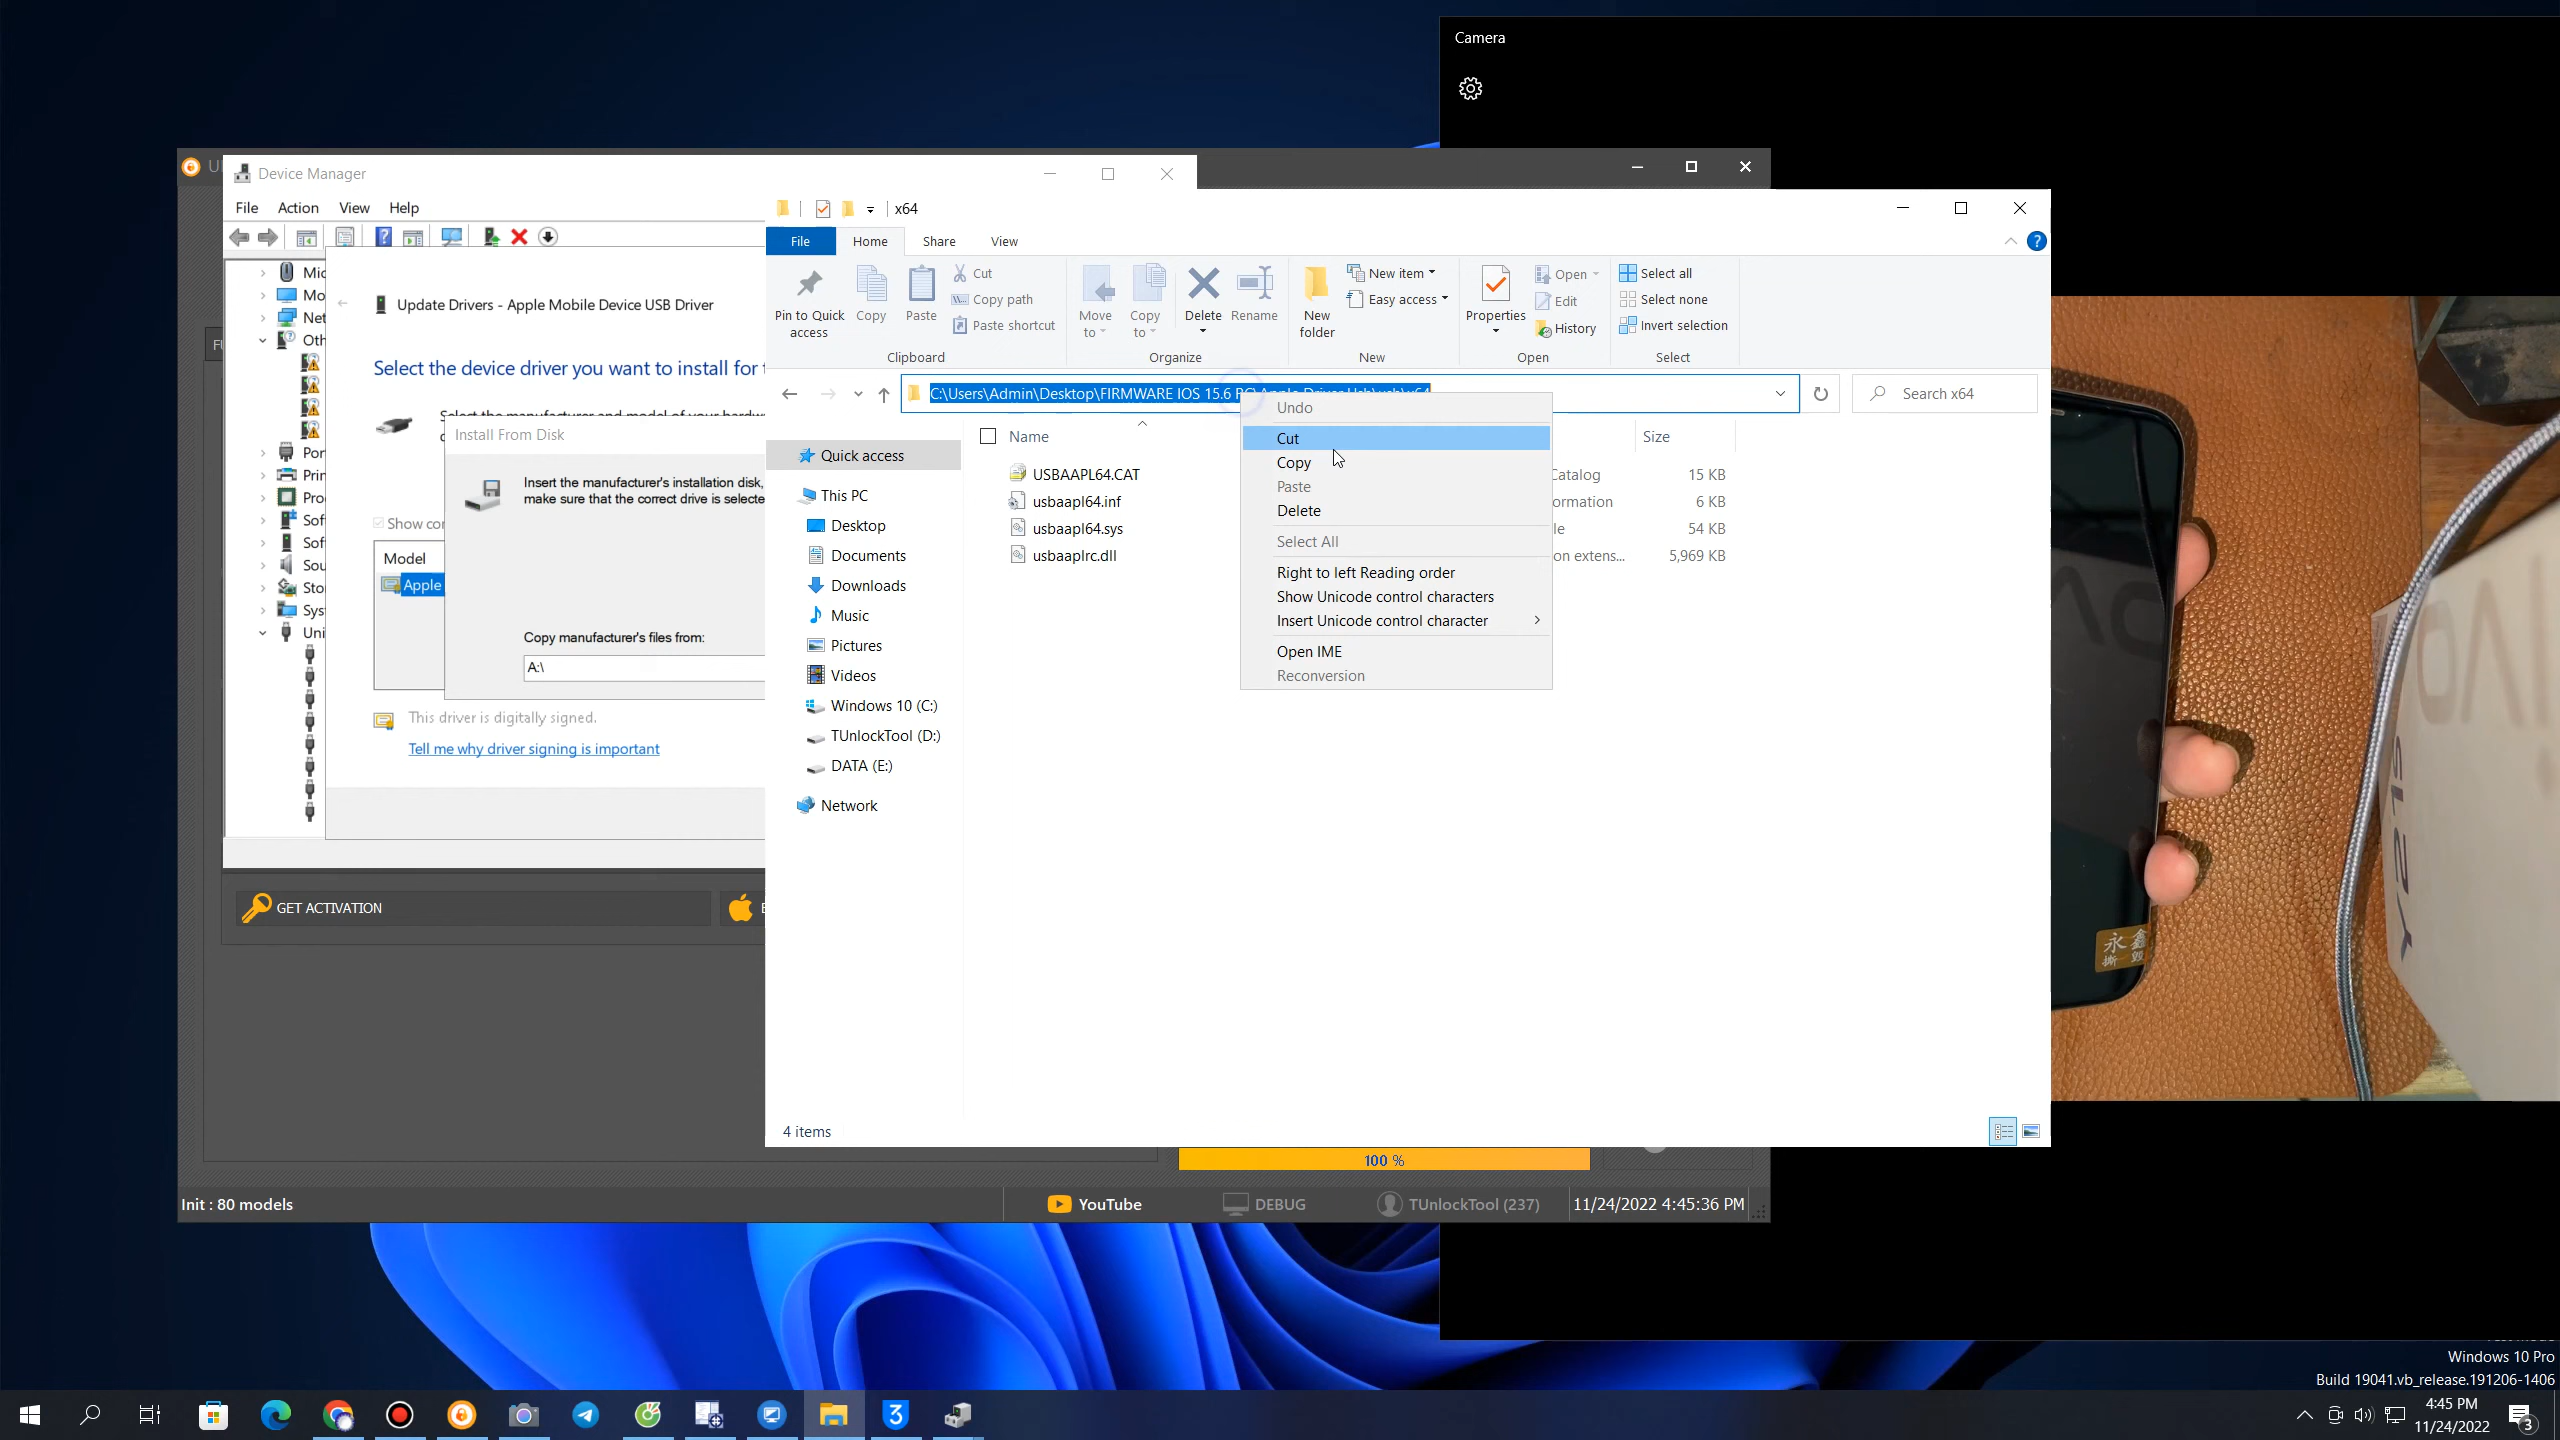 Camera
Device Manager
File Action View Help
Update Drivers - Apple Mobile Device USB Driver
Select the device driver you want to install for
Install From Disk
Insert the manufacturer's installation disk,
make sure that the correct drive is selecte
Show
Model
Apple
Copy manufacturer's files from:
A:\
This driver is digitally signed.
Tell me why driver signing is important
x64
File Home Share View
Pin to Quick
access
Copy
Paste
Cut
Copy path
Paste shortcut
Clipboard
Move
to
Copy
to
Delete
Rename
Organize
New
folder
New item
Easy access
New
Properties
Open
Edit
History
Open
Select all
Select none
Invert selection
Select
C:\Users\Admin\Desktop\FIRMWARE IOS 15.6
Search x64
Name
Size
USBAAPL64.CAT
Catalog
15 KB
usbaapl64.inf
ormation
6 KB
usbaapl64.sys
le
54 KB
usbaaplrc.dll
on extens...
5,969 KB
Undo
Cut
Copy
Paste
Delete
Select All
Right to left Reading order
Show Unicode control characters
Insert Unicode control character
Open IME
Reconversion
Quick access
This PC
Desktop
Documents
Downloads
Music
Pictures
Videos
Windows 10 (C:)
TUnlockTool (D:)
DATA (E:)
Network
4 items
GET ACTIVATION
100 %
Init : 80 models
YouTube
DEBUG
TUnlockTool (237)
11/24/2022 4:45:36 PM
Windows 10 Pro
Build 19041.vb_release.191206-1406
4:45 PM
11/24/2022
3